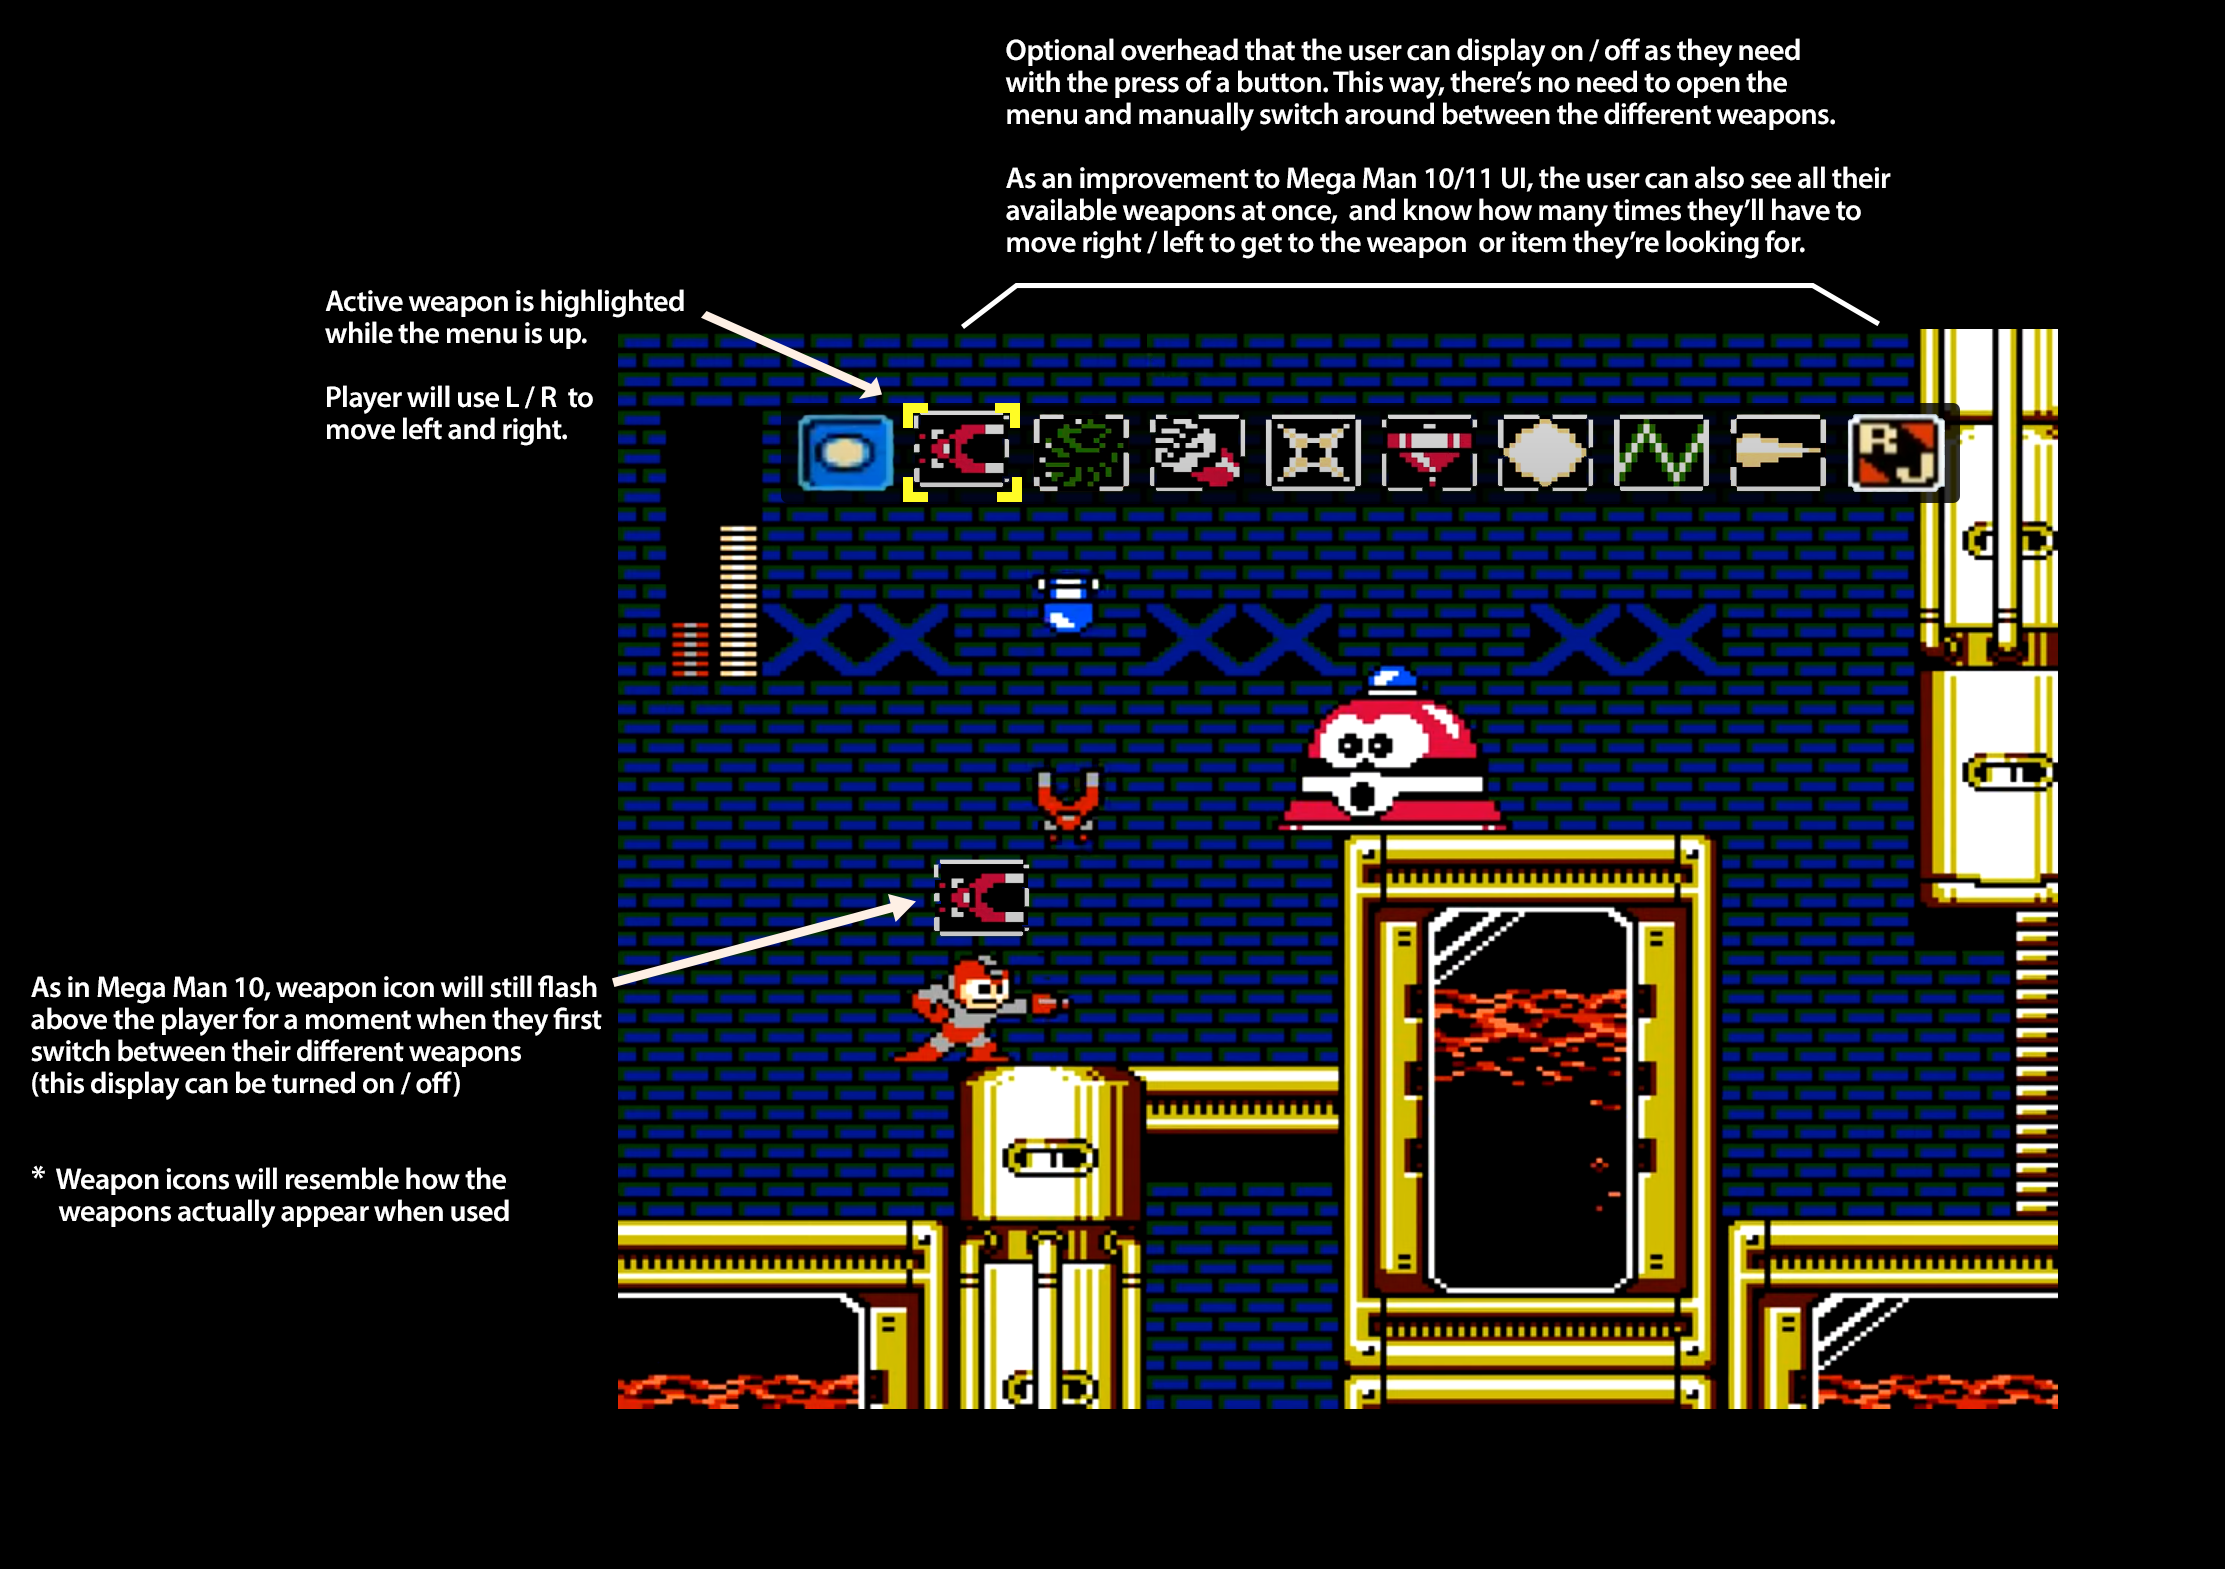 Optional overhead that the user can display on / off as they need
with the press of a button. This way, there's no need to open the
menu and manually switch around between the different weapons.
As an improvement to Mega Man 10/11 UI, the user can also see all their
available weapons at once,  and know how many times they'll have to
move right / left to get to the weapon  or item they're looking for.
Active weapon is highlighted
while the menu is up.
Player will use L / R  to
move left and right.
R
J
As in Mega Man 10, weapon icon will still flash
above the player for a moment when they first
switch between their different weapons
(this display can be turned on / off)
* Weapon icons will resemble how the
weapons actually appear when used